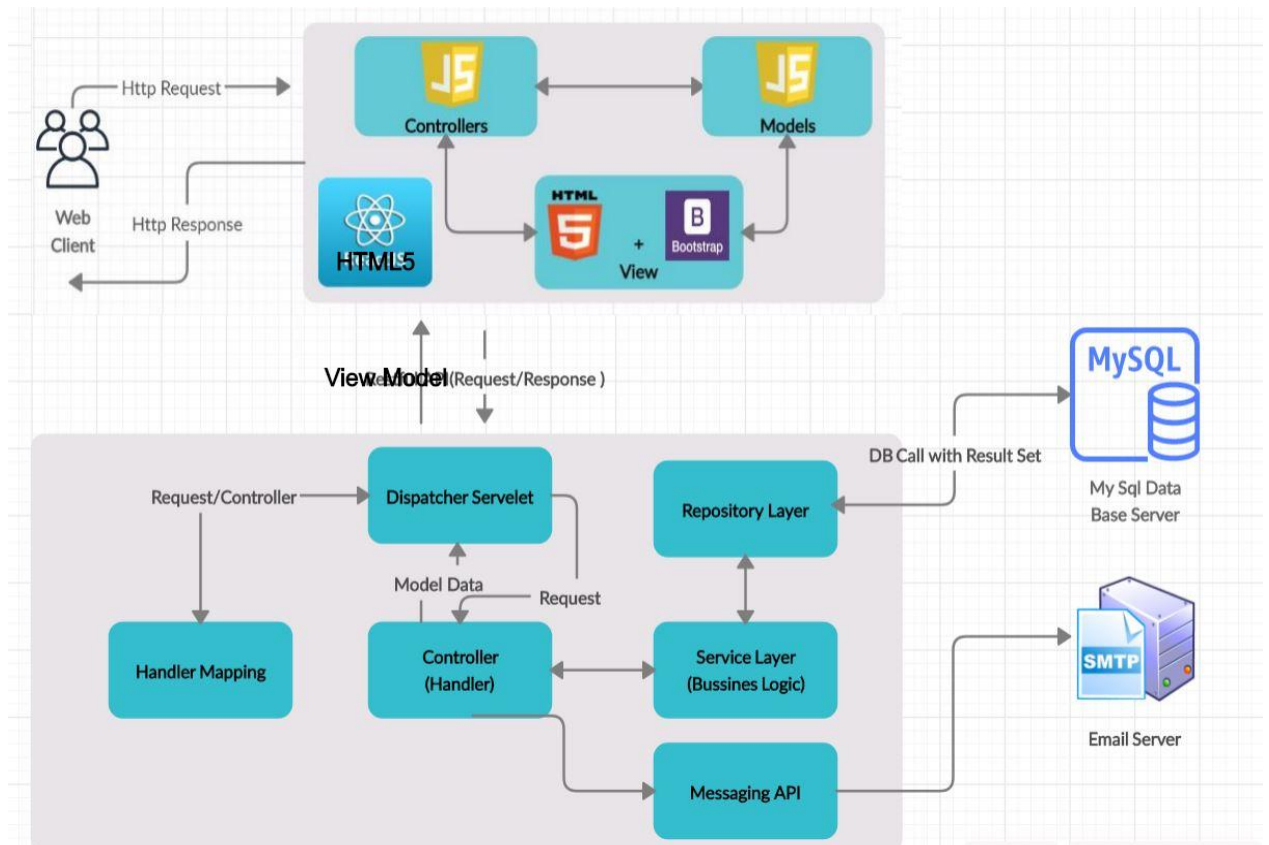 Http Request
Http Response
Web
Client
JS
Controllers
JS
Models
HTML5
HTML
5
+
View
B
Bootstrap
View Model
(Request/Response )
MySQL
DB Call with Result Set
My Sql Data
Base Server
Request/Controller
Dispatcher Servelet
Repository Layer
Model Data
Request
Handler Mapping
Controller
(Handler)
Service Layer
(Bussines Logic)
Messaging API
SMTP
Email Server